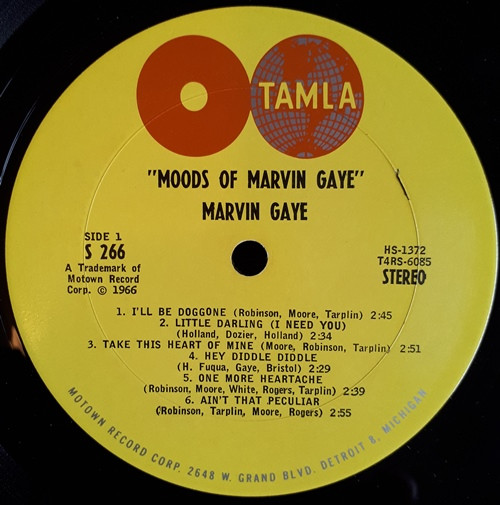 TAMLA
"MOODS OF MARVIN GAYE"
MARVIN GAYE
SIDE 1
S 266
A Trademark of
Motown Record
Corp. © 1966
HS-1372
T4RS-6085
STEREO
1. I'LL BE DOGGONE (Robinson, Moore, Tarplin) 2:45
2. LITTLE DARLING (I NEED YOU)
(Holland, Dozier, Holland) 2:34
3. TAKE THIS HEART OF MINE (Moore, Robinson, Tarplin) 2:51
4. HEY DIDDLE DIDDLE
(H. Fuqua, Gaye, Bristol) 2:29
5. ONE MORE HEARTACHE
(Robinson, Moore, White, Rogers, Tarplin) 2:39
6. AIN'T THAT PECULIAR
(Robinson, Tarplin, Moore, Rogers) 2:55
MOTOWN RECORD CORP. 2648 W. GRAND BLVD. DETROIT 8, MICHIGAN